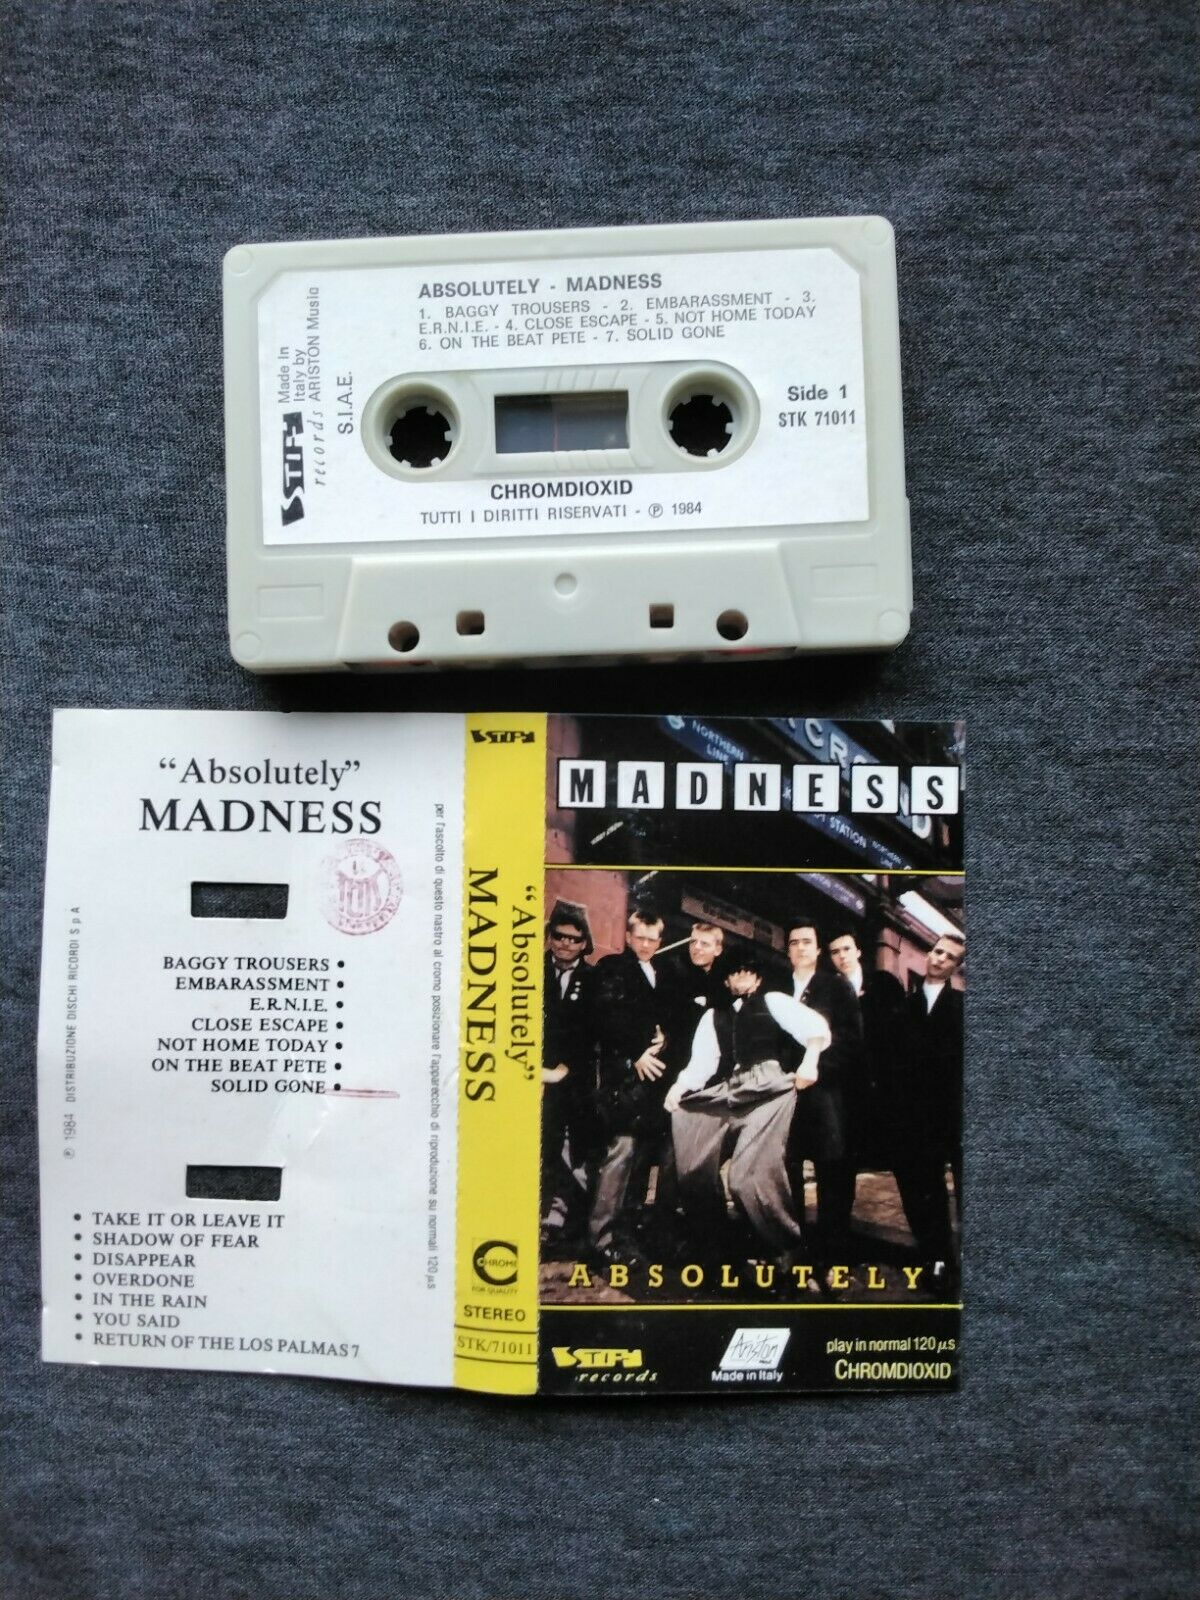 ABSOLUTELY - MADNESS
1. BAGGY TROUSERS - 2. EMBARASSMENT - 3.
E.R.N.I.E. - 4. CLOSE ESCAPE - 5. NOT HOME TODAY
6. ON THE BEAT PETE - 7. SOLID GONE
STIFF
records
Made In
Italy by
ARISTON Music
S.I.A.E.
Side 1
STK 71011
CHROMDIOXID
TUTTI I DIRITTI RISERVATI - ℗ 1984
“Absolutely”
MADNESS
BAGGY TROUSERS •
EMBARASSMENT •
E.R.N.I.E. •
CLOSE ESCAPE •
NOT HOME TODAY •
ON THE BEAT PETE •
SOLID GONE •
• TAKE IT OR LEAVE IT
• SHADOW OF FEAR
• DISAPPEAR
• OVERDONE
• IN THE RAIN
• YOU SAID
• RETURN OF THE LOS PALMAS 7
℗ 1984 DISTRIBUZIONE DISCHI RICORDI S p A
per l'ascolto di questo nastro al cromo posizionare l'apparecchio di riproduzione su normali 120 µs
STIFF
“Absolutely”
MADNESS
CHROME
FOR QUALITY
STEREO
STK/71011
NORTHERN
LINE
STATION
MADNESS
ABSOLUTELY
STIFF
records
Ariston
Made in Italy
play in normal 120 µs
CHROMDIOXID